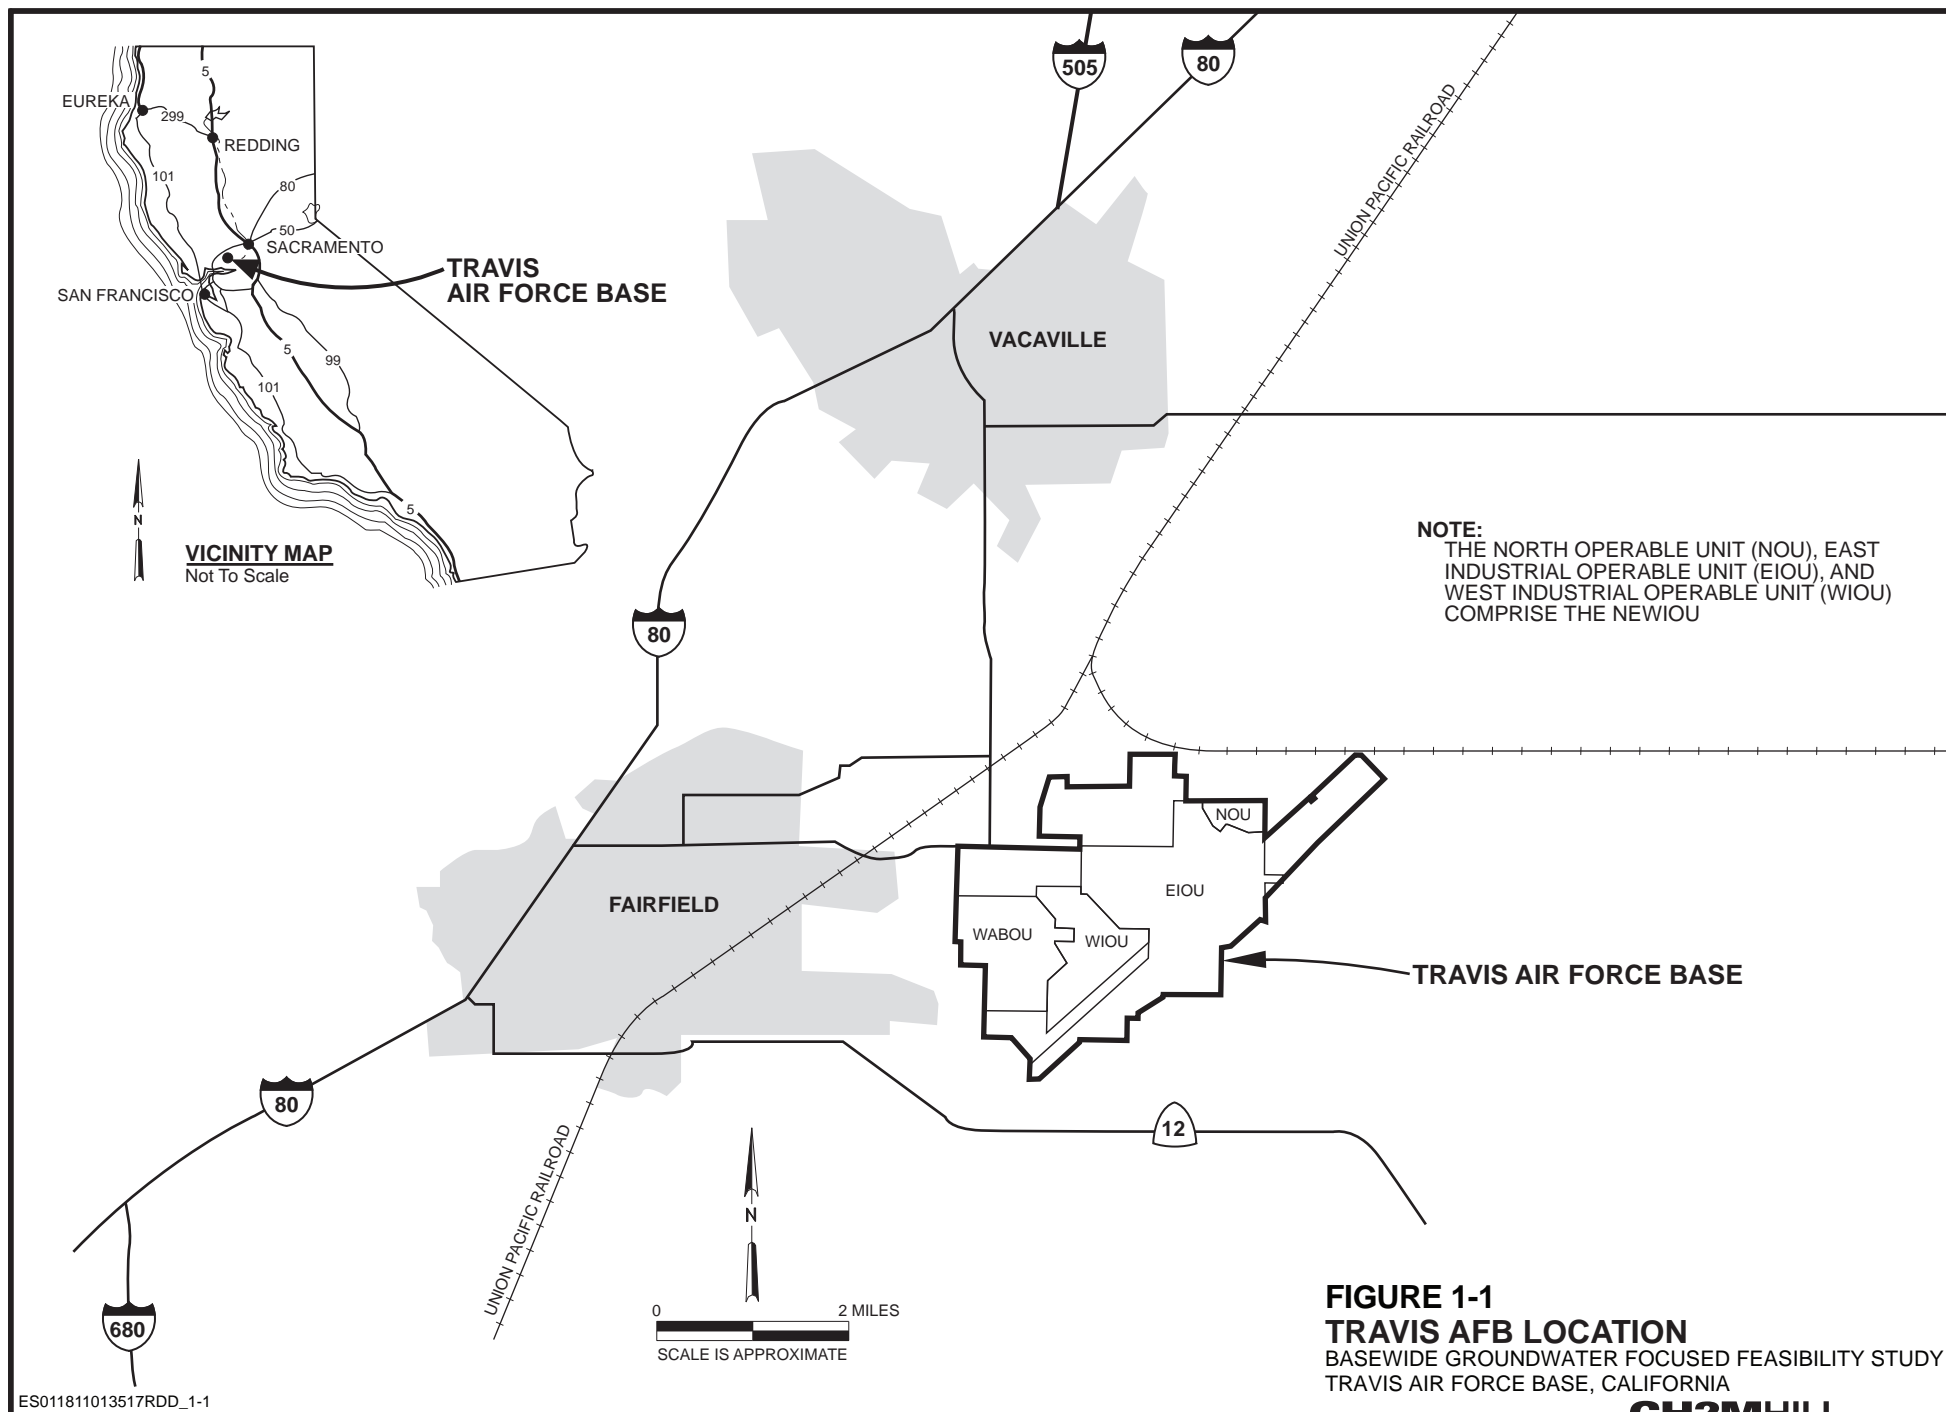 505
80
5
EUREKA
299
REDDING
UNION PACIFIC RAILROAD
101
80
50
SACRAMENTO
TRAVIS
AIR FORCE BASE
SAN FRANCISCO
VACAVILLE
5
99
101
5
N
VICINITY MAP
Not To Scale
NOTE:
THE NORTH OPERABLE UNIT (NOU), EAST
INDUSTRIAL OPERABLE UNIT (EIOU), AND
WEST INDUSTRIAL OPERABLE UNIT (WIOU)
COMPRISE THE NEWIOU
80
NOU
EIOU
FAIRFIELD
WABOU
WIOU
TRAVIS AIR FORCE BASE
80
12
UNION PACIFIC RAILROAD
N
680
0 2 MILES
SCALE IS APPROXIMATE
FIGURE 1-1
TRAVIS AFB LOCATION
BASEWIDE GROUNDWATER FOCUSED FEASIBILITY STUDY
TRAVIS AIR FORCE BASE, CALIFORNIA
ES011811013517RDD_1-1
CH2MHILL